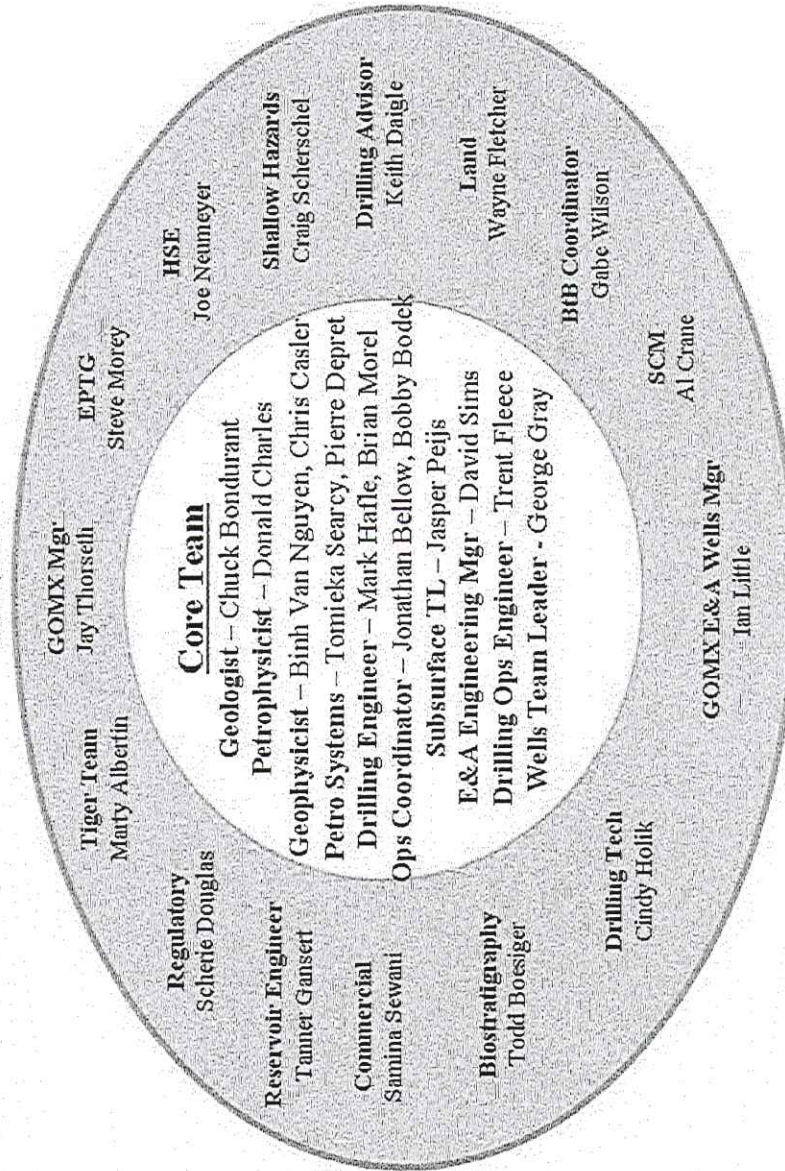 GOMX Mgr
Jay Thorseth
Tiger Team
Marty Albertin
EPTG
Steve Morey
Regulatory
Scherie Douglas
HSE
Joe Neumeyer
Reservoir Engineer
Tanner Gansert
Shallow Hazards
Craig Scherschel
Commercial
Samina Sewani
Drilling Advisor
Keith Daigle
Biostratigraphy
Todd Boesiger
Land
Wayne Fletcher
Drilling Tech
Cindy Holik
BtB Coordinator
Gabe Wilson
SCM
Al Crane
GOMX E&A Wells Mgr
Ian Little
Core Team
Geologist – Chuck Bondurant
Petrophysicist – Donald Charles
Geophysicist – Binh Van Nguyen, Chris Casler
Petro Systems – Tomieka Searcy, Pierre Depret
Drilling Engineer – Mark Hafle, Brian Morel
Ops Coordinator – Jonathan Bellow, Bobby Bodek
Subsurface TL – Jasper Peijs
E&A Engineering Mgr – David Sims
Drilling Ops Engineer – Trent Fleece
Wells Team Leader - George Gray